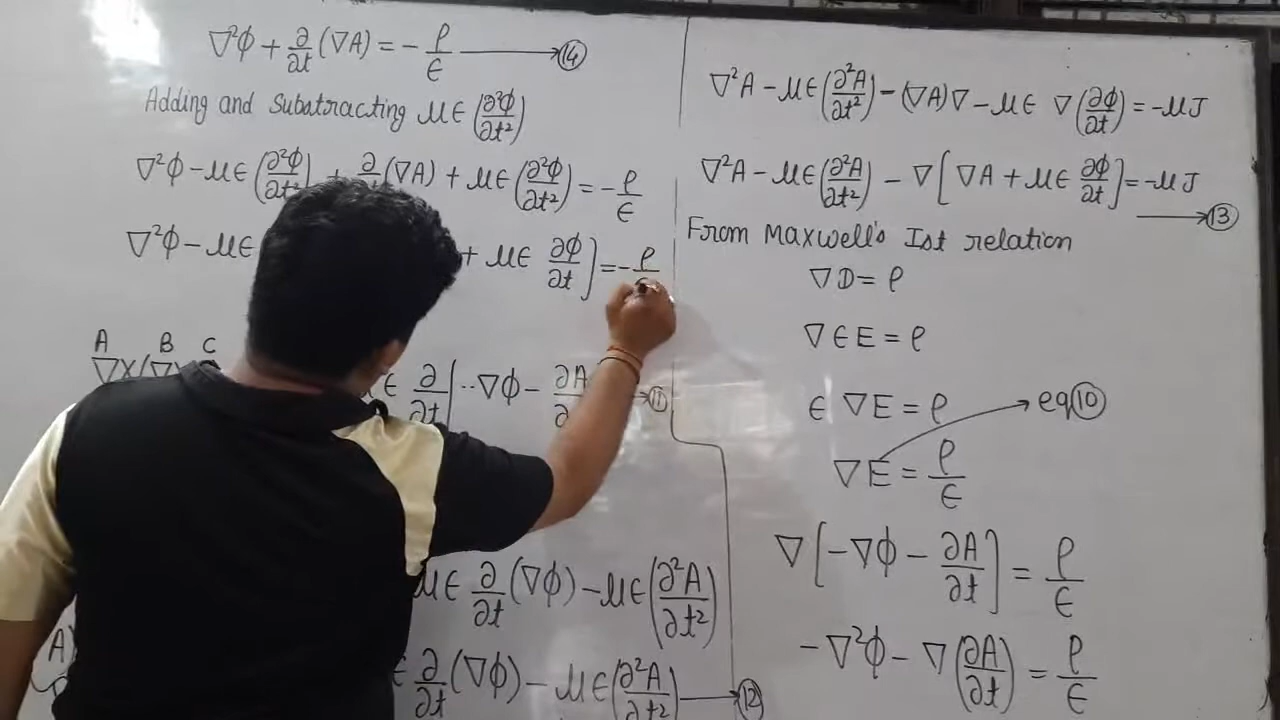 ∇²ϕ + ∂/∂t (∇A) = - ρ/ϵ ⟶ ⑭
Adding and Subatracting μϵ(∂²ϕ/∂t²)
∇²ϕ - μϵ(∂²ϕ/∂t²) + ∂/∂t (∇A) + μϵ(∂²ϕ/∂t²) = - ρ/ϵ
∇²ϕ - μϵ + μϵ ∂ϕ/∂t ] = - ρ
A B C
∇×(∇
ϵ ∂/∂t [ ··∇ϕ - ∂A/∂ ⟶ ⑪
μϵ ∂/∂t (∇ϕ) - μϵ(∂²A/∂t²)
ϵ ∂/∂t (∇ϕ) - μϵ(∂²A/∂t²) ⟶ ⑫
∇²A - μϵ(∂²A/∂t²) - (∇A)∇ - μϵ ∇(∂ϕ/∂t) = -μJ
∇²A - μϵ(∂²A/∂t²) - ∇[∇A + μϵ ∂ϕ/∂t] = -μJ ⟶ ⑬
From Maxwell's Ist relation
∇D = ρ
∇ϵE = ρ
ϵ ∇E = ρ ⟶ eq⑩
∇E = ρ/ϵ
∇[-∇ϕ - ∂A/∂t] = ρ/ϵ
-∇²ϕ - ∇(∂A/∂t) = ρ/ϵ